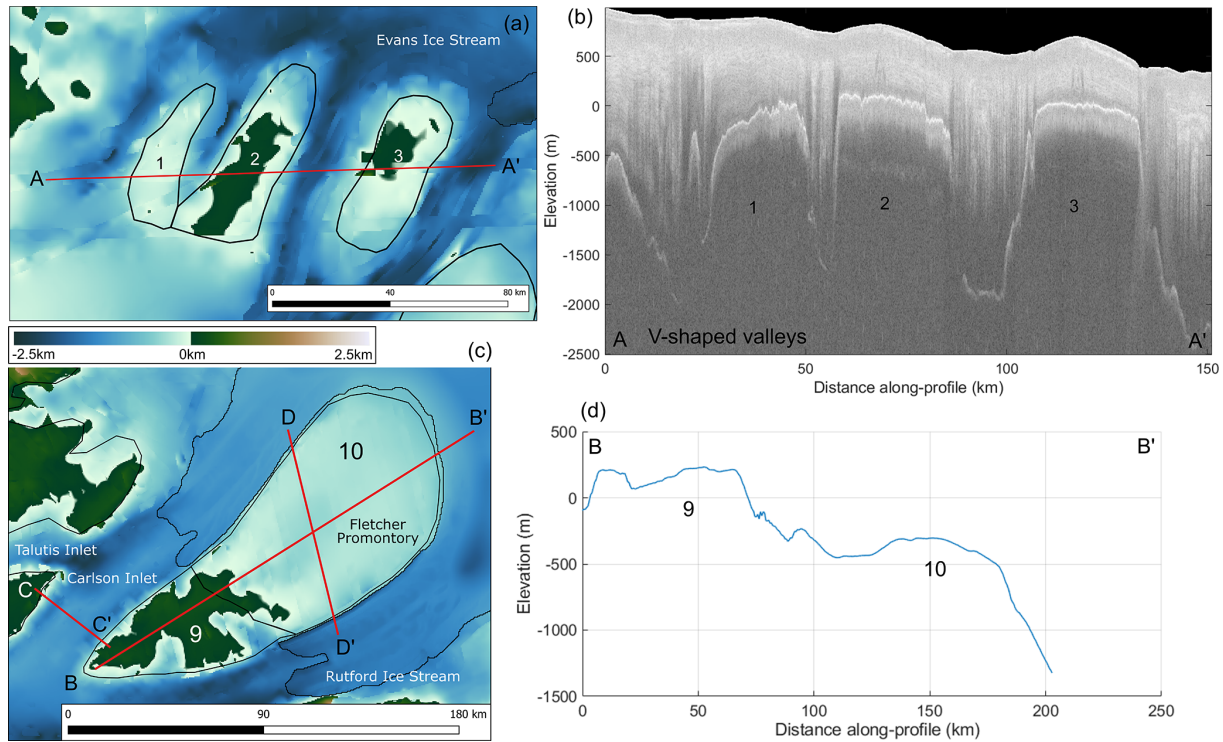 (a)
Evans Ice Stream
1
2
3
A
A'
0
40
80 km
(b)
500
0
-500
-1000
-1500
-2000
-2500
Elevation (m)
1
2
3
A
V-shaped valleys
A'
0
50
100
150
Distance along-profile (km)
-2.5km
0km
2.5km
(c)
D
B'
10
Fletcher
Promontory
Talutis Inlet
Carlson Inlet
C
C'
9
D'
B
Rutford Ice Stream
0
90
180 km
(d)
500
0
-500
-1000
-1500
Elevation (m)
B
B'
9
10
0
50
100
150
200
250
Distance along-profile (km)